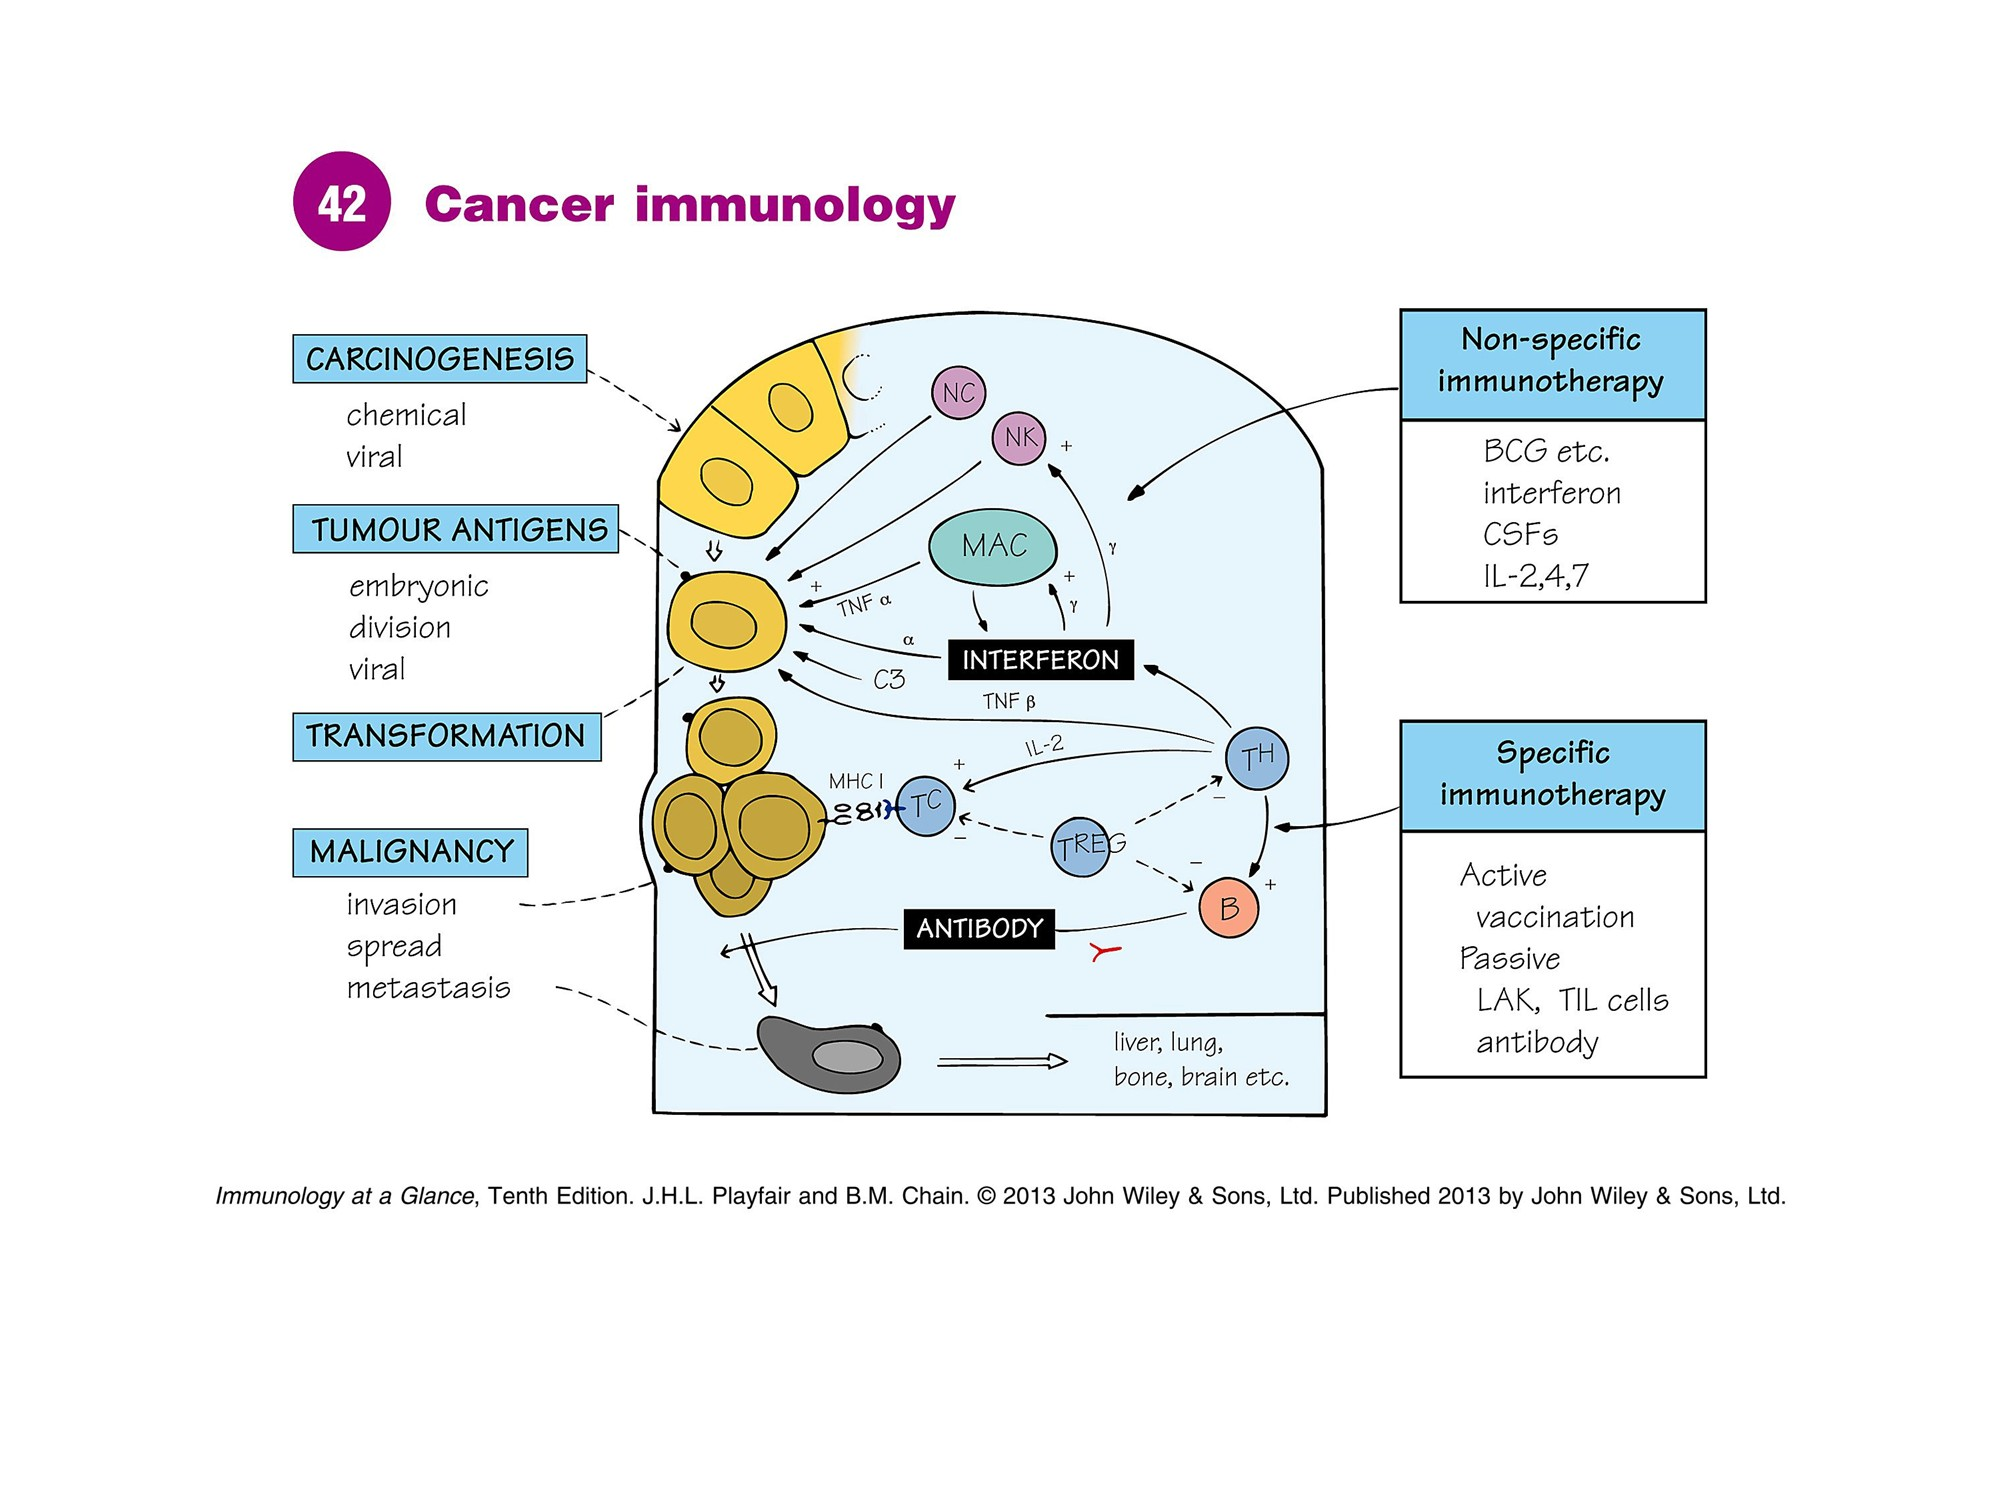 42 Cancer immunology
CARCINOGENESIS
chemical
viral
TUMOUR ANTIGENS
embryonic
division
viral
TRANSFORMATION
MALIGNANCY
invasion
spread
metastasis
NC
NK
+
MAC
+
γ
+
γ
TNF α
α
INTERFERON
C3
TNF β
TH
IL-2
+
MHC I
TC
−
TREG
−
−
+
B
ANTIBODY
liver, lung,
bone, brain etc.
Non-specific
immunotherapy
BCG etc.
interferon
CSFs
IL-2,4,7
Specific
immunotherapy
Active
vaccination
Passive
LAK, TIL cells
antibody
Immunology at a Glance, Tenth Edition. J.H.L. Playfair and B.M. Chain. © 2013 John Wiley & Sons, Ltd. Published 2013 by John Wiley & Sons, Ltd.